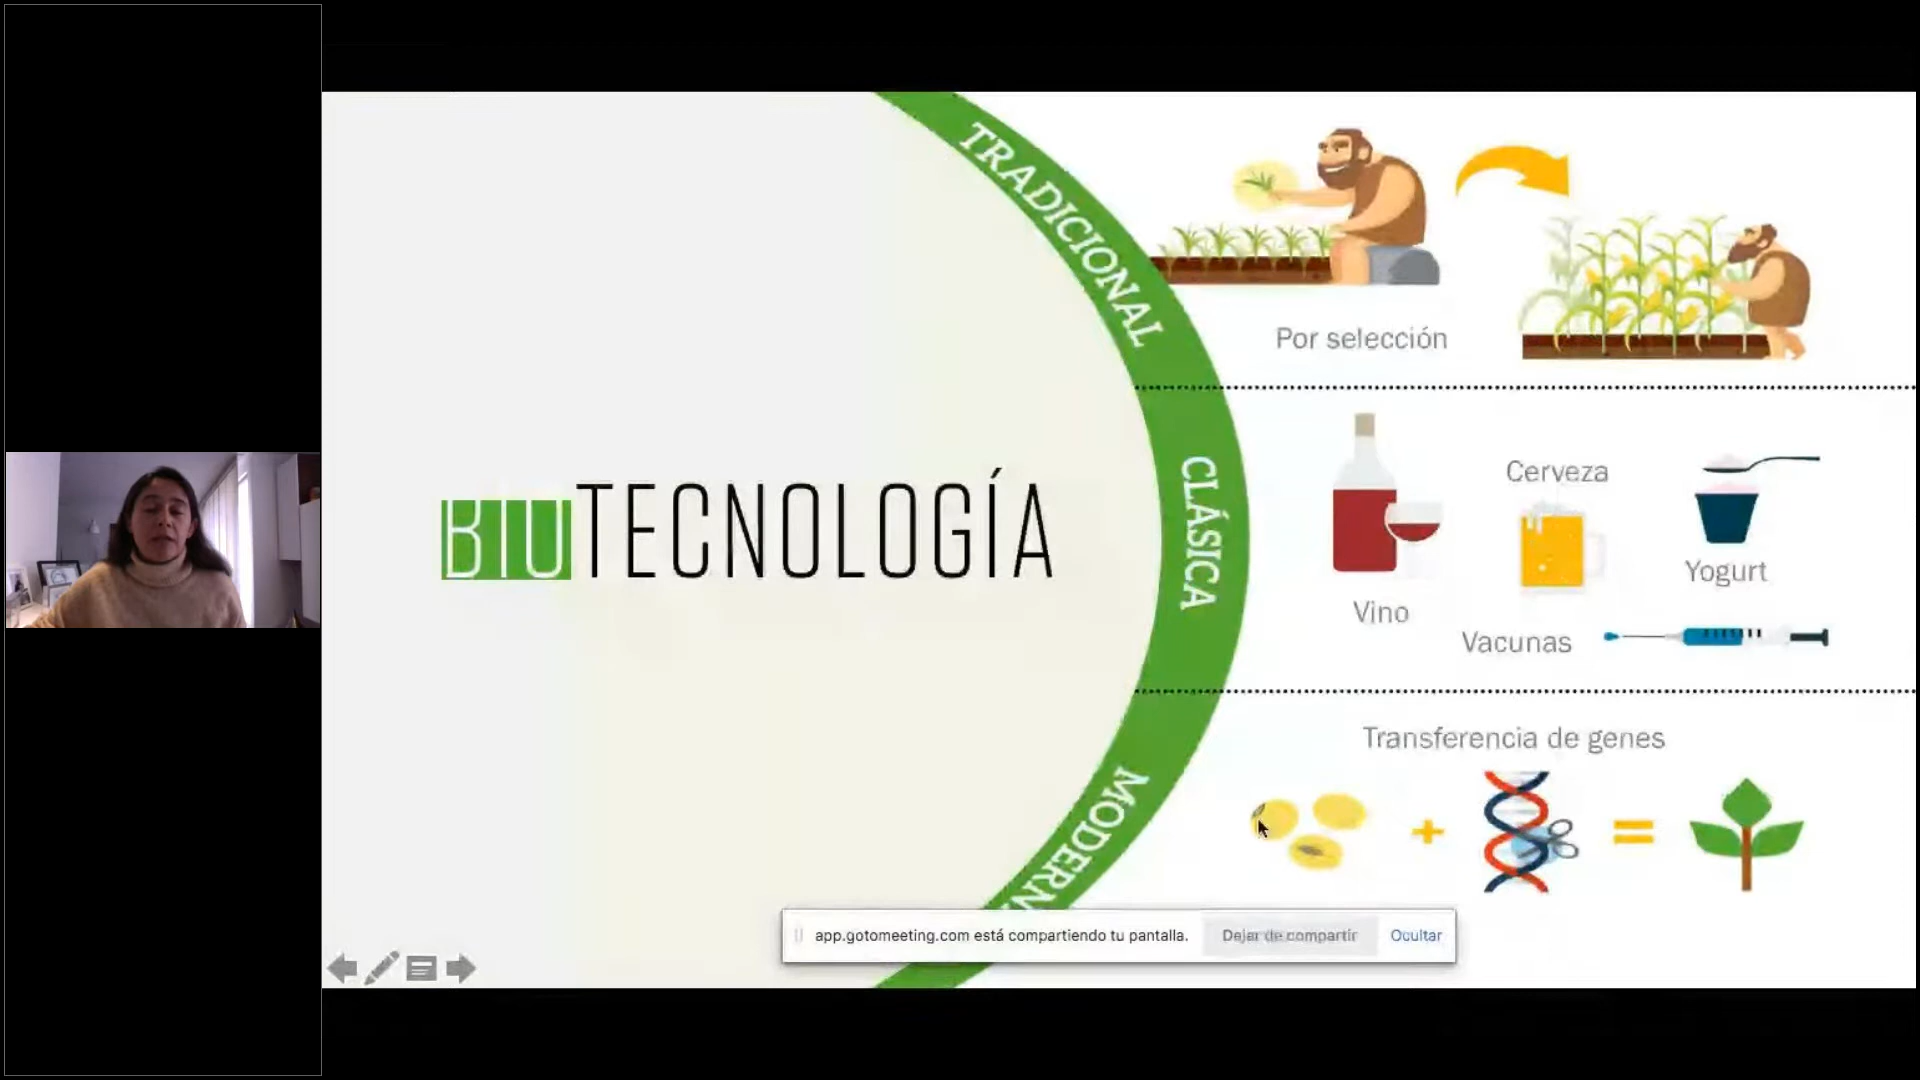 TRADICIONAL
Por selección
BIOTECNOLOGÍA
CLÁSICA
Cerveza
Yogurt
Vino
Vacunas
Transferencia de genes
MODERN
app.gotomeeting.com está compartiendo tu pantalla.
Dejar de compartir
Ocultar